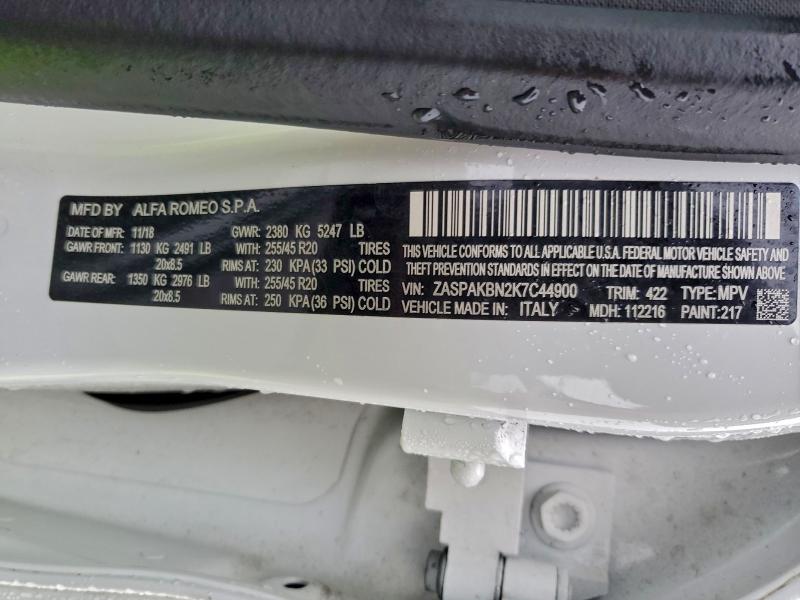 MFD BY ALFA ROMEO S.P.A.
DATE OF MFR: 11/18 GVWR: 2380 KG 5247 LB
GAWR FRONT: 1130 KG 2491 LB WITH: 255/45 R20 TIRES
20x8.5 RIMS AT: 230 KPA(33 PSI) COLD
GAWR REAR: 1350 KG 2976 LB WITH: 255/45 R20 TIRES
20x8.5 RIMS AT: 250 KPA(36 PSI) COLD
THIS VEHICLE CONFORMS TO ALL APPLICABLE U.S.A. FEDERAL MOTOR VEHICLE SAFETY AND
THEFT PREVENTION STANDARDS IN EFFECT ON THE DATE OF MANUFACTURE SHOWN ABOVE.
VIN: ZASPAKBN2K7C44900 TRIM: 422 TYPE: MPV
VEHICLE MADE IN: ITALY MDH: 112216 PAINT: 217